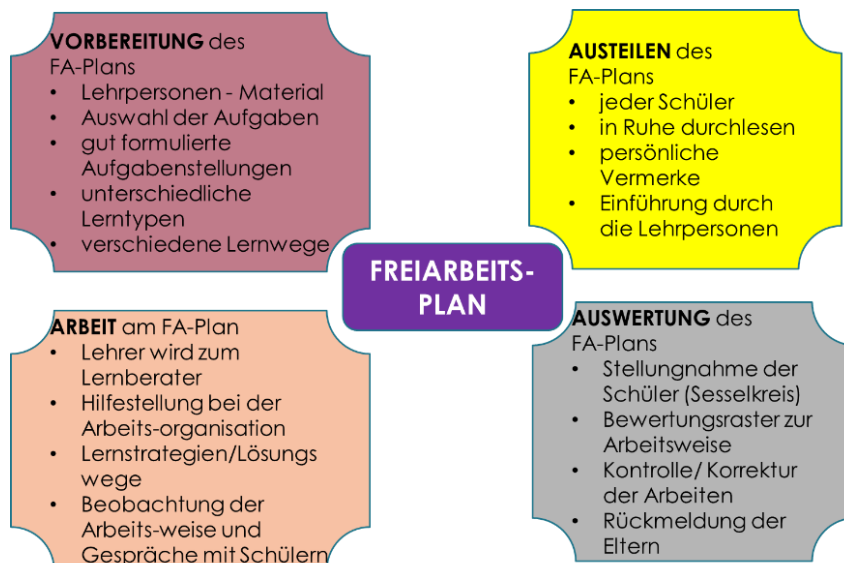 VORBEREITUNG des
FA-Plans
• Lehrpersonen - Material
• Auswahl der Aufgaben
• gut formulierte
Aufgabenstellungen
• unterschiedliche
Lerntypen
• verschiedene Lernwege
AUSTEILEN des
FA-Plans
• jeder Schüler
• in Ruhe durchlesen
• persönliche
Vermerke
• Einführung durch
die Lehrpersonen
FREIARBEITS-
PLAN
ARBEIT am FA-Plan
• Lehrer wird zum
Lernberater
• Hilfestellung bei der
Arbeits-organisation
• Lernstrategien/Lösungs
wege
• Beobachtung der
Arbeits-weise und
Gespräche mit Schülern
AUSWERTUNG des
FA-Plans
• Stellungnahme der
Schüler (Sesselkreis)
• Bewertungsraster zur
Arbeitsweise
• Kontrolle/ Korrektur
der Arbeiten
• Rückmeldung der
Eltern